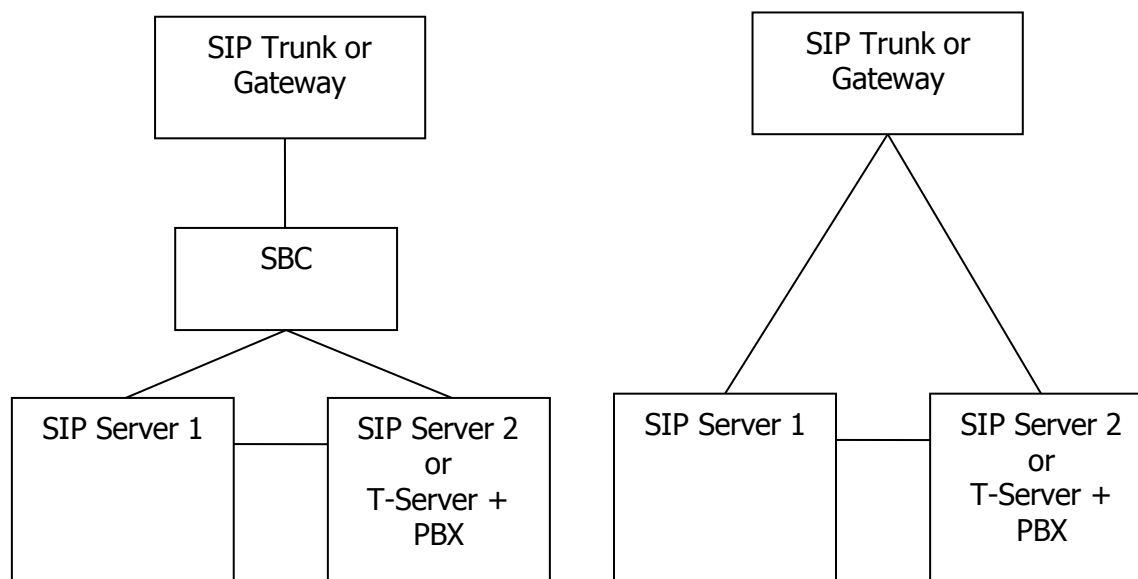 SIP Trunk or
Gateway
SBC
SIP Server 1
SIP Server 2
or
T-Server +
PBX
SIP Trunk or
Gateway
SIP Server 1
SIP Server 2
or
T-Server +
PBX